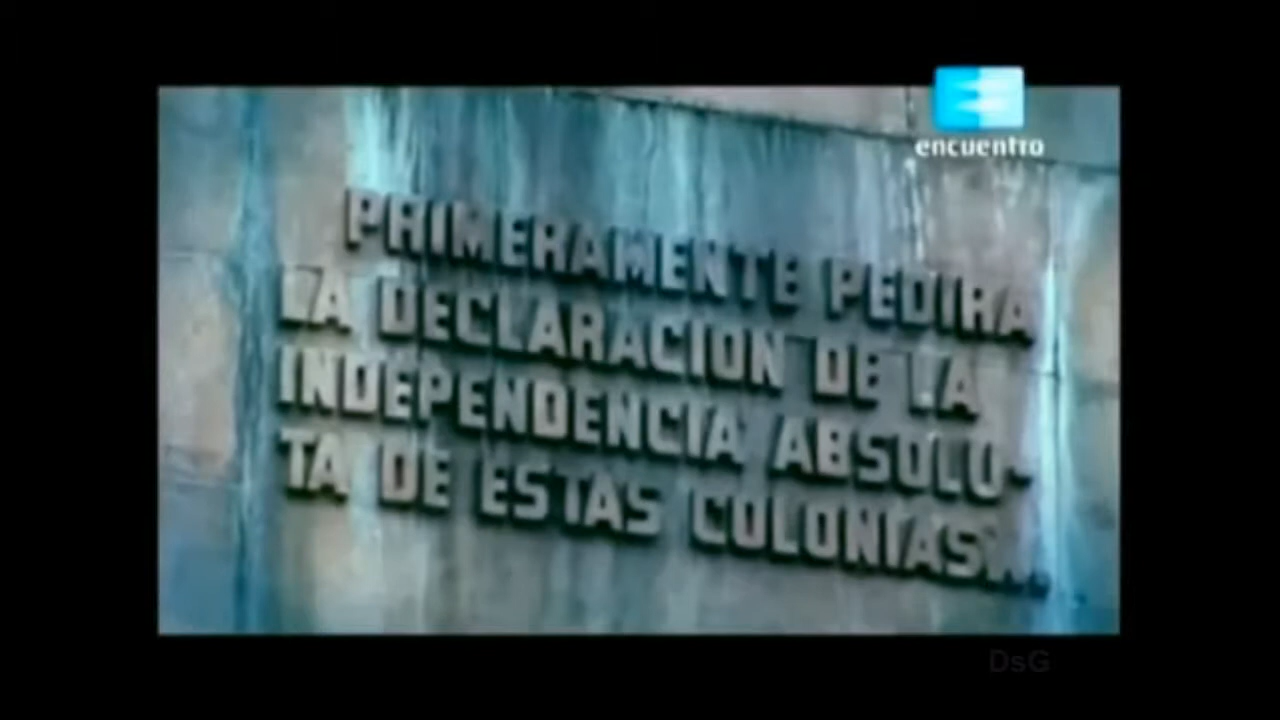 encuentro
PRIMERAMENTE PEDIRA
LA DECLARACION DE LA
INDEPENDENCIA ABSOLU-
TA DE ESTAS COLONIAS...
DsG